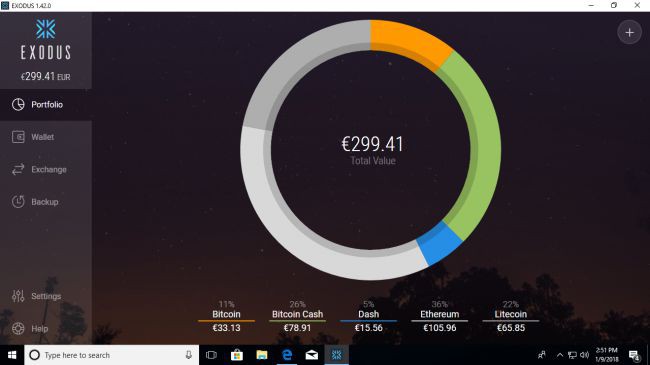 EXODUS 1.42.0
EXODUS
€299.41 EUR
Portfolio
Wallet
Exchange
Backup
Settings
Help
€299.41
Total Value
11% 26% 5% 36% 22%
Bitcoin Bitcoin Cash Dash Ethereum Litecoin
€33.13 €78.91 €15.56 €105.96 €65.85
Type here to search
2:51 PM
1/9/2018